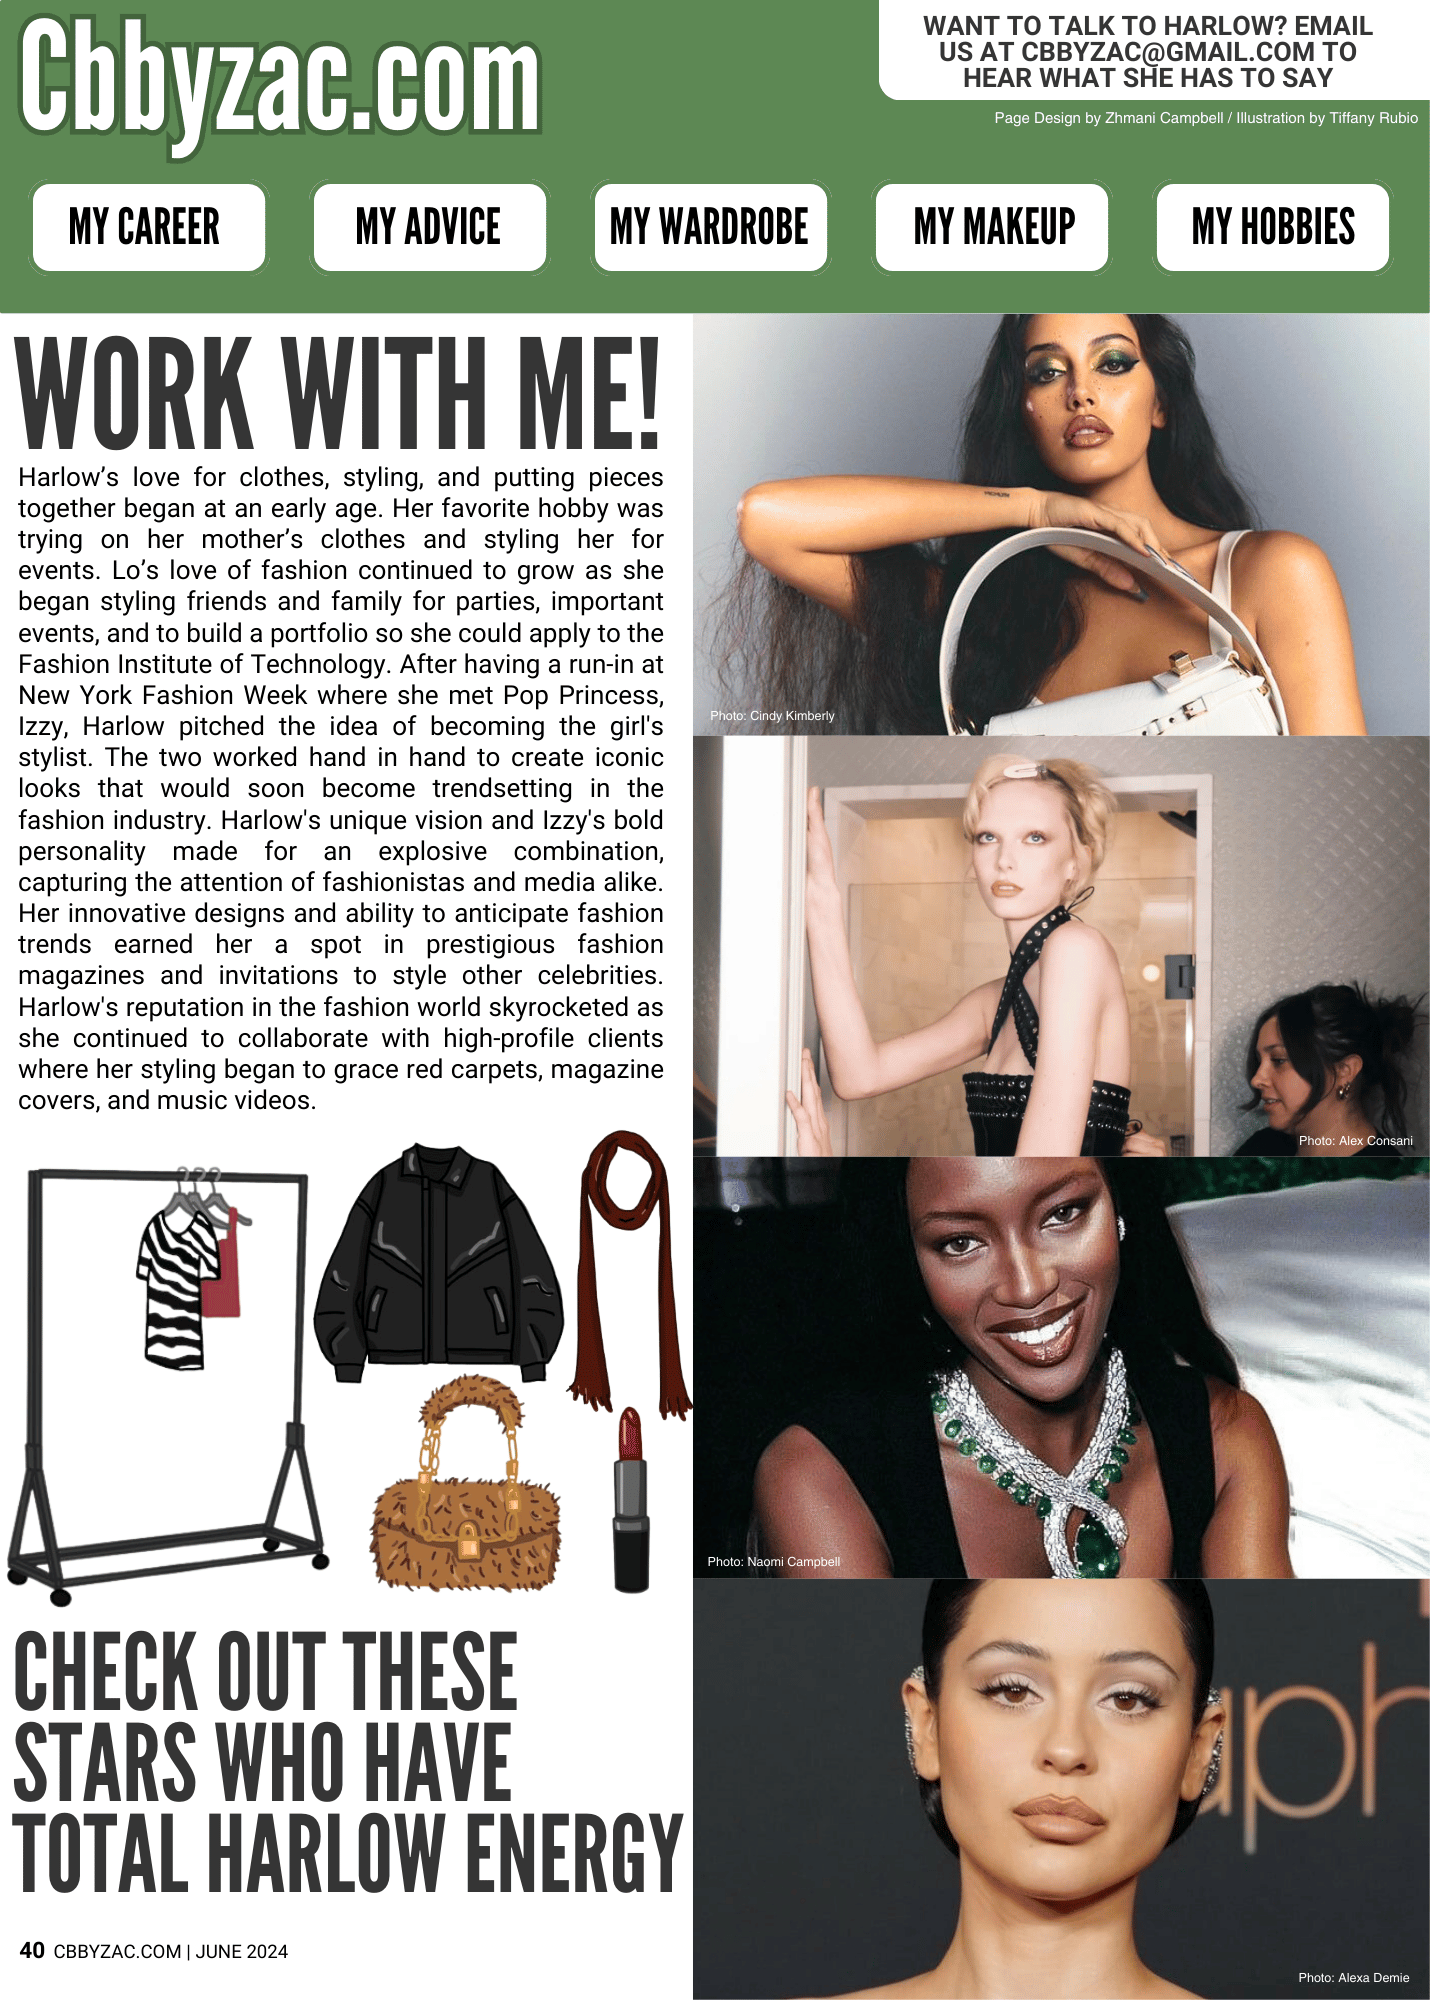 Cbbyzac.com
WANT TO TALK TO HARLOW? EMAIL
US AT CBBYZAC@GMAIL.COM TO
HEAR WHAT SHE HAS TO SAY
Page Design by Zhmani Campbell / Illustration by Tiffany Rubio
MY CAREER
MY ADVICE
MY WARDROBE
MY MAKEUP
MY HOBBIES
WORK WITH ME!
Harlow’s love for clothes, styling, and putting pieces
together began at an early age. Her favorite hobby was
trying on her mother’s clothes and styling her for
events. Lo’s love of fashion continued to grow as she
began styling friends and family for parties, important
events, and to build a portfolio so she could apply to the
Fashion Institute of Technology. After having a run-in at
New York Fashion Week where she met Pop Princess,
Izzy, Harlow pitched the idea of becoming the girl's
stylist. The two worked hand in hand to create iconic
looks that would soon become trendsetting in the
fashion industry. Harlow's unique vision and Izzy's bold
personality made for an explosive combination,
capturing the attention of fashionistas and media alike.
Her innovative designs and ability to anticipate fashion
trends earned her a spot in prestigious fashion
magazines and invitations to style other celebrities.
Harlow's reputation in the fashion world skyrocketed as
she continued to collaborate with high-profile clients
where her styling began to grace red carpets, magazine
covers, and music videos.
CHECK OUT THESE
STARS WHO HAVE
TOTAL HARLOW ENERGY
40 CBBYZAC.COM | JUNE 2024
Photo: Cindy Kimberly
Photo: Alex Consani
Photo: Naomi Campbell
uph
Photo: Alexa Demie